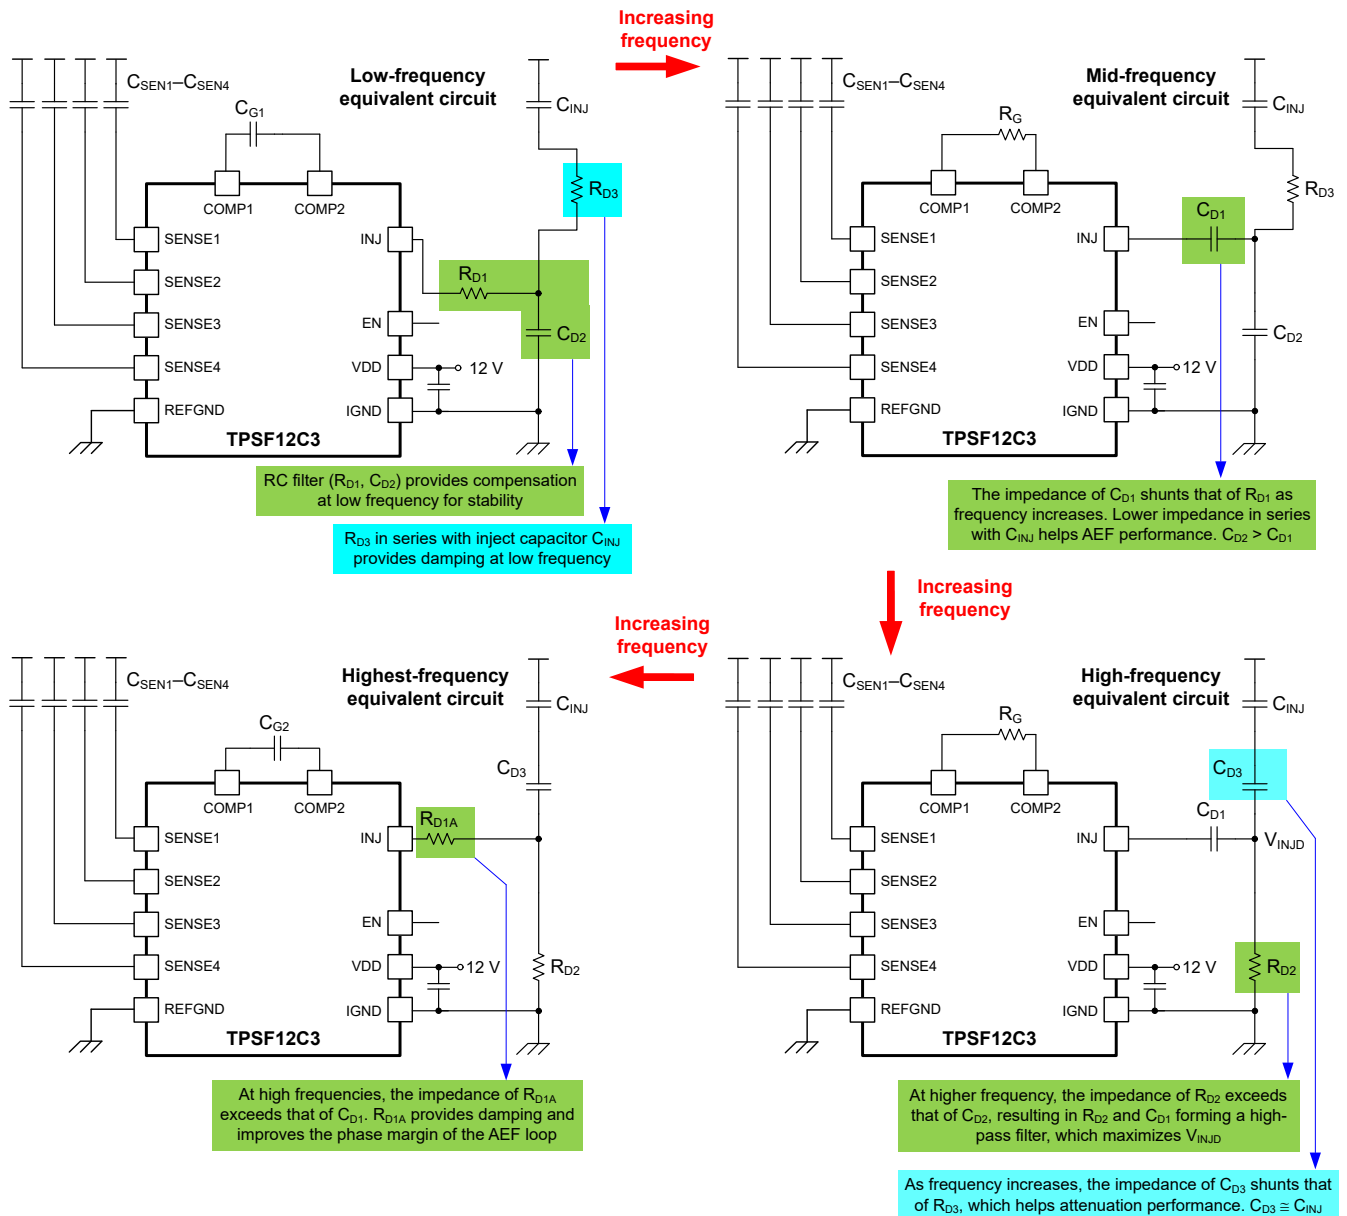 Increasing
frequency
Low-frequency
equivalent circuit
CSEN1–CSEN4
CG1
CINJ
RD3
COMP1
COMP2
SENSE1
SENSE2
SENSE3
SENSE4
REFGND
INJ
EN
VDD
IGND
RD1
CD2
12 V
TPSF12C3
RC filter (RD1, CD2) provides compensation
at low frequency for stability
RD3 in series with inject capacitor CINJ
provides damping at low frequency
Mid-frequency
equivalent circuit
CSEN1–CSEN4
RG
CINJ
RD3
CD1
COMP1
COMP2
SENSE1
SENSE2
SENSE3
SENSE4
REFGND
INJ
EN
VDD
IGND
CD2
12 V
TPSF12C3
The impedance of CD1 shunts that of RD1 as
frequency increases. Lower impedance in series
with CINJ helps AEF performance. CD2 > CD1
Increasing
frequency
High-frequency
equivalent circuit
CSEN1–CSEN4
RG
CINJ
CD3
CD1
VINJD
COMP1
COMP2
SENSE1
SENSE2
SENSE3
SENSE4
REFGND
INJ
EN
VDD
IGND
RD2
12 V
TPSF12C3
At higher frequency, the impedance of RD2 exceeds
that of CD2, resulting in RD2 and CD1 forming a high-
pass filter, which maximizes VINJD
As frequency increases, the impedance of CD3 shunts that
of RD3, which helps attenuation performance. CD3 ≅ CINJ
Increasing
frequency
Highest-frequency
equivalent circuit
CSEN1–CSEN4
CG2
CINJ
CD3
COMP1
COMP2
SENSE1
SENSE2
SENSE3
SENSE4
REFGND
INJ
EN
VDD
IGND
RD1A
RD2
12 V
TPSF12C3
At high frequencies, the impedance of RD1A
exceeds that of CD1. RD1A provides damping and
improves the phase margin of the AEF loop